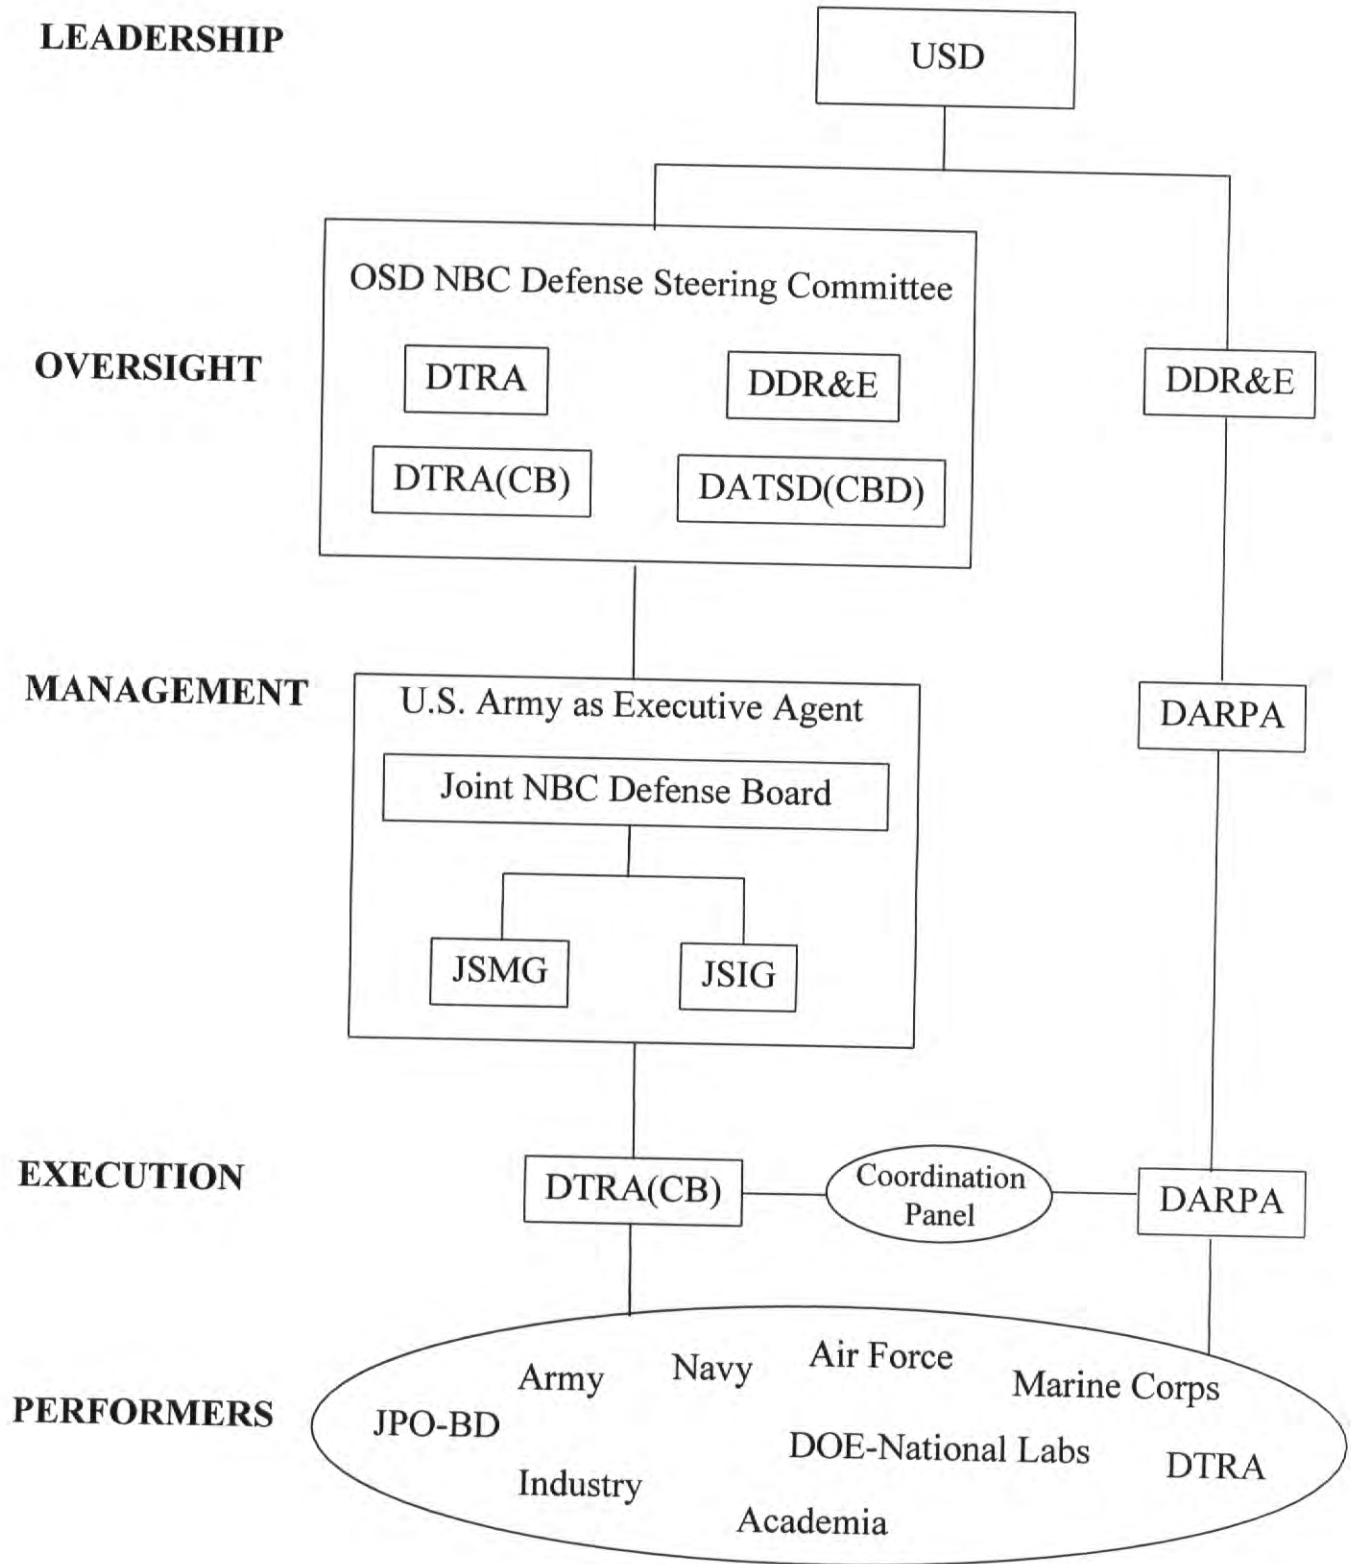 LEADERSHIP
USD
OSD NBC Defense Steering Committee
OVERSIGHT
DTRA
DDR&E
DDR&E
DTRA(CB)
DATSD(CBD)
MANAGEMENT
U.S. Army as Executive Agent
DARPA
Joint NBC Defense Board
JSMG
JSIG
EXECUTION
DTRA(CB)
Coordination
Panel
DARPA
PERFORMERS
Army
Navy
Air Force
Marine Corps
JPO-BD
DOE-National Labs
DTRA
Industry
Academia